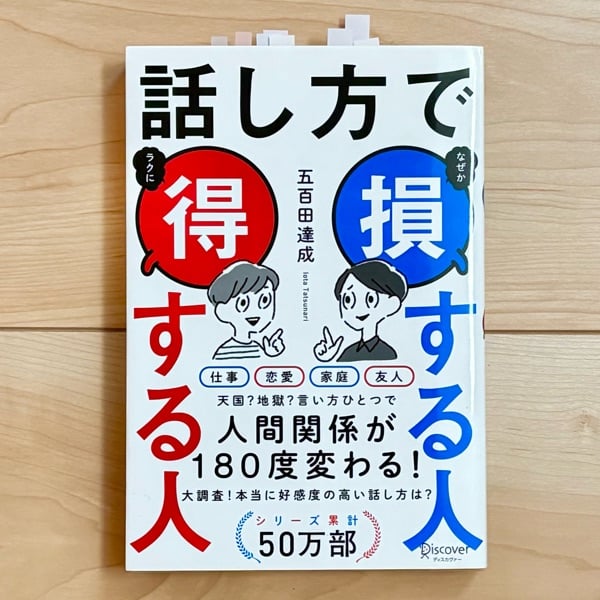 話し方で
なぜか
損する人
ラクに
得する人
五百田達成
Iota Tatsunari
仕事 恋愛 家庭 友人
天国?地獄?言い方ひとつで
人間関係が
180度変わる!
大調査!本当に好感度の高い話し方は?
シリーズ累計
50万部
Discover
ディスカヴァー